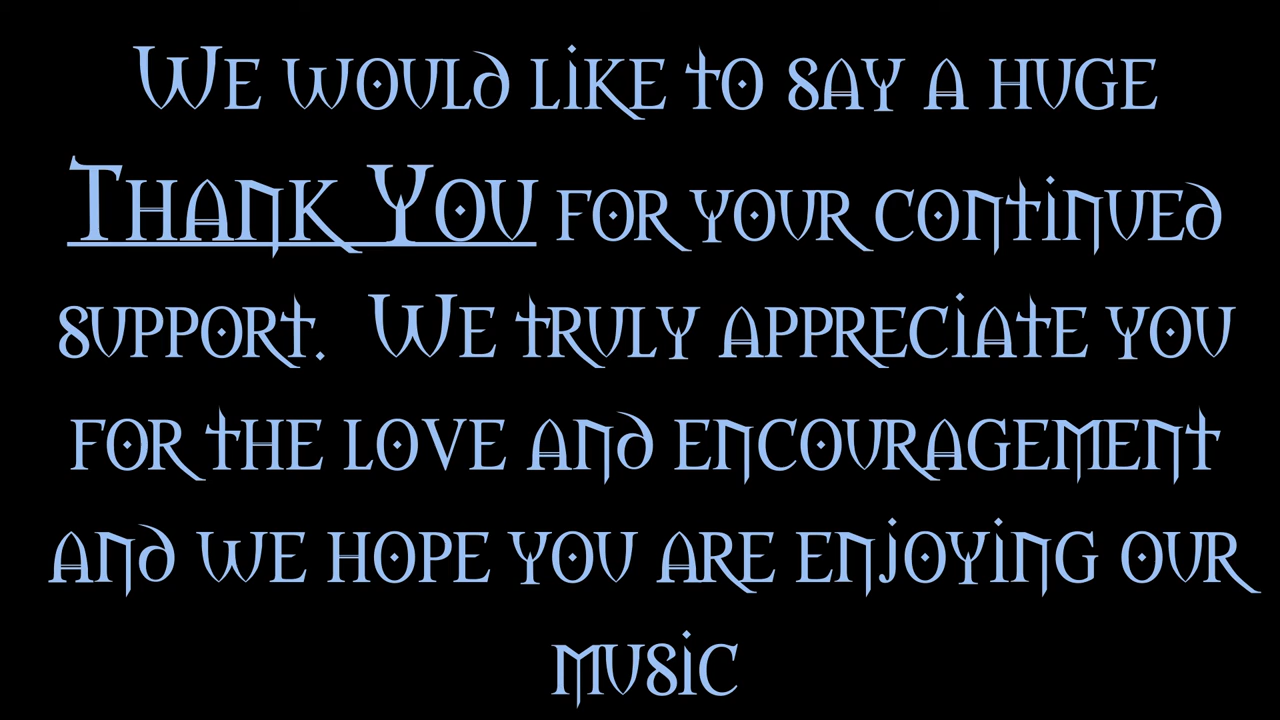 We would like to say a huge
Thank You for your continued
support.  We truly appreciate you
for the love and encouragement
and we hope you are enjoying our
music